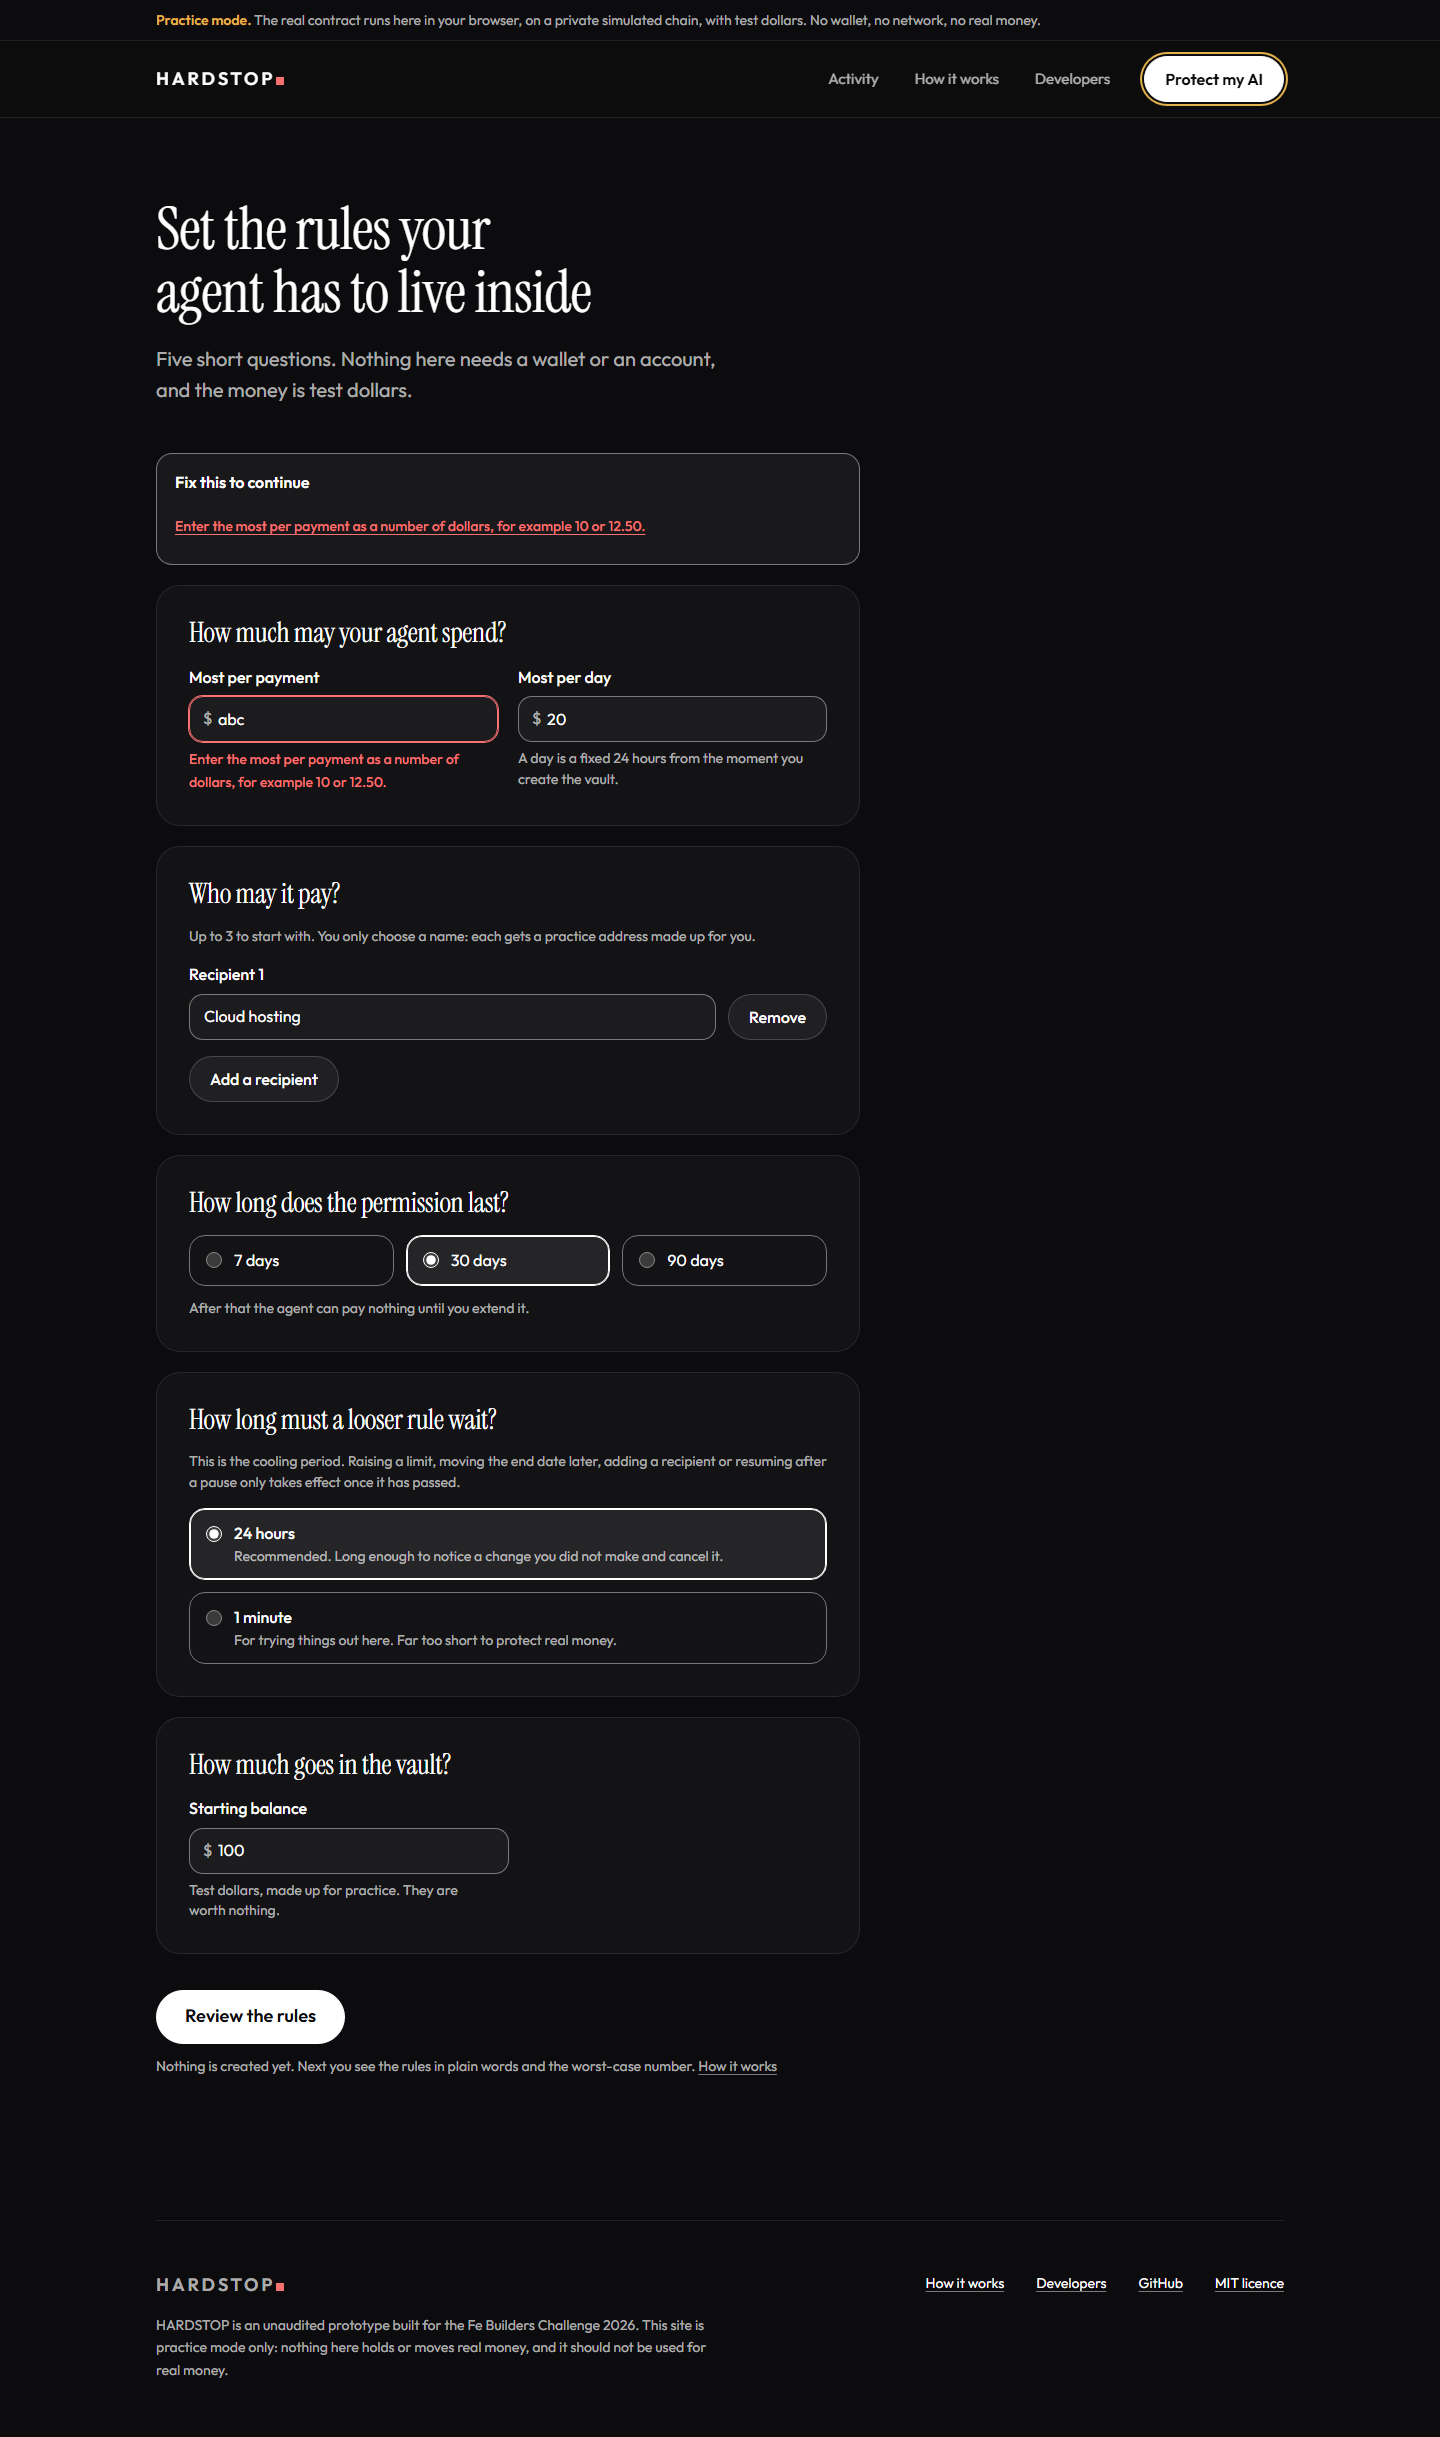 Practice mode. The real contract runs here in your browser, on a private simulated chain, with test dollars. No wallet, no network, no real money.
HARDSTOP
Activity
How it works
Developers
Protect my AI
Set the rules your
agent has to live inside
Five short questions. Nothing here needs a wallet or an account,
and the money is test dollars.
Fix this to continue
Enter the most per payment as a number of dollars, for example 10 or 12.50.
How much may your agent spend?
Most per payment
$ abc
Enter the most per payment as a number of
dollars, for example 10 or 12.50.
Most per day
$ 20
A day is a fixed 24 hours from the moment you
create the vault.
Who may it pay?
Up to 3 to start with. You only choose a name: each gets a practice address made up for you.
Recipient 1
Cloud hosting
Remove
Add a recipient
How long does the permission last?
7 days
30 days
90 days
After that the agent can pay nothing until you extend it.
How long must a looser rule wait?
This is the cooling period. Raising a limit, moving the end date later, adding a recipient or resuming after
a pause only takes effect once it has passed.
24 hours
Recommended. Long enough to notice a change you did not make and cancel it.
1 minute
For trying things out here. Far too short to protect real money.
How much goes in the vault?
Starting balance
$ 100
Test dollars, made up for practice. They are
worth nothing.
Review the rules
Nothing is created yet. Next you see the rules in plain words and the worst-case number. How it works
HARDSTOP
How it works
Developers
GitHub
MIT licence
HARDSTOP is an unaudited prototype built for the Fe Builders Challenge 2026. This site is
practice mode only: nothing here holds or moves real money, and it should not be used for
real money.